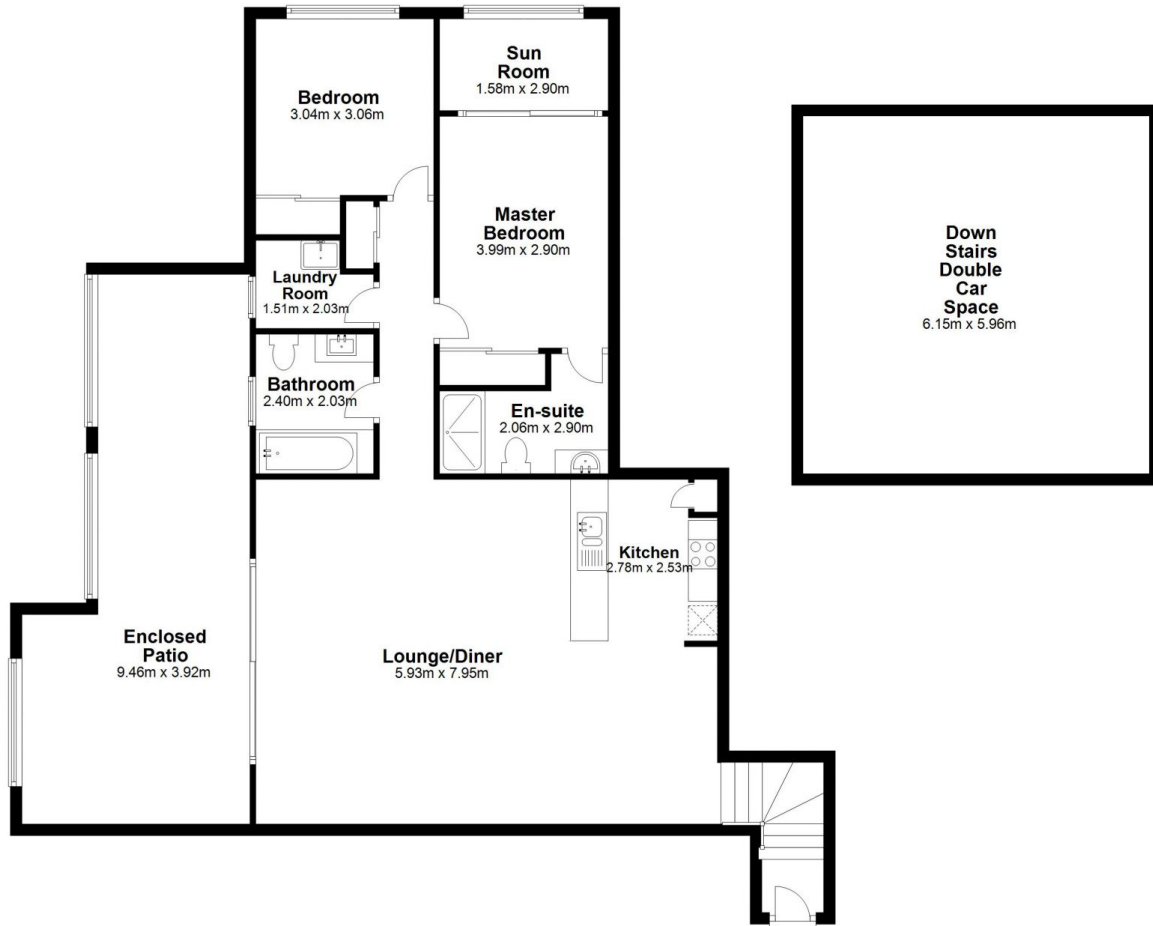 Sun
Room
1.58m x 2.90m
Bedroom
3.04m x 3.06m
Master
Bedroom
3.99m x 2.90m
Down
Stairs
Double
Car
Space
6.15m x 5.96m
Laundry
Room
1.51m x 2.03m
Bathroom
2.40m x 2.03m
En-suite
2.06m x 2.90m
Kitchen
2.78m x 2.53m
Enclosed
Patio
9.46m x 3.92m
Lounge/Diner
5.93m x 7.95m